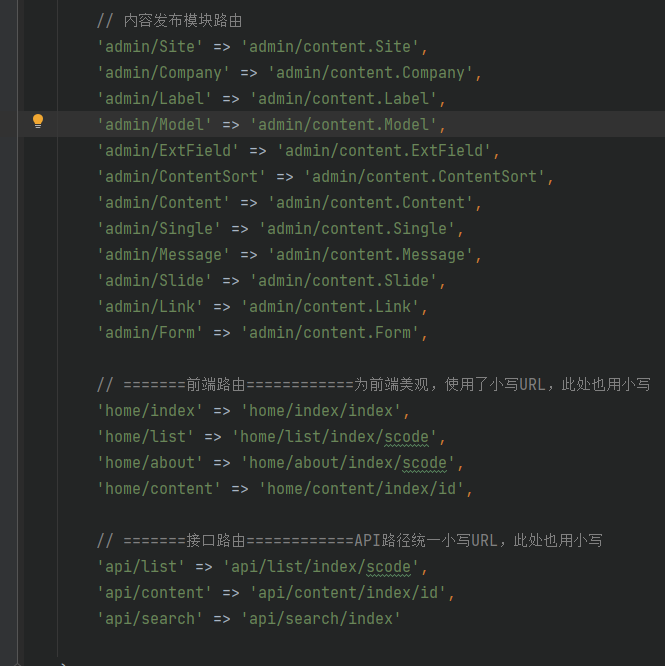 // 内容发布模块路由
'admin/Site' => 'admin/content.Site',
'admin/Company' => 'admin/content.Company',
'admin/Label' => 'admin/content.Label',
'admin/Model' => 'admin/content.Model',
'admin/ExtField' => 'admin/content.ExtField',
'admin/ContentSort' => 'admin/content.ContentSort',
'admin/Content' => 'admin/content.Content',
'admin/Single' => 'admin/content.Single',
'admin/Message' => 'admin/content.Message',
'admin/Slide' => 'admin/content.Slide',
'admin/Link' => 'admin/content.Link',
'admin/Form' => 'admin/content.Form',
// =======前端路由============为前端美观，使用了小写URL，此处也用小写
'home/index' => 'home/index/index',
'home/list' => 'home/list/index/scode',
'home/about' => 'home/about/index/scode',
'home/content' => 'home/content/index/id',
// =======接口路由============API路径统一小写URL，此处也用小写
'api/list' => 'api/list/index/scode',
'api/content' => 'api/content/index/id',
'api/search' => 'api/search/index'